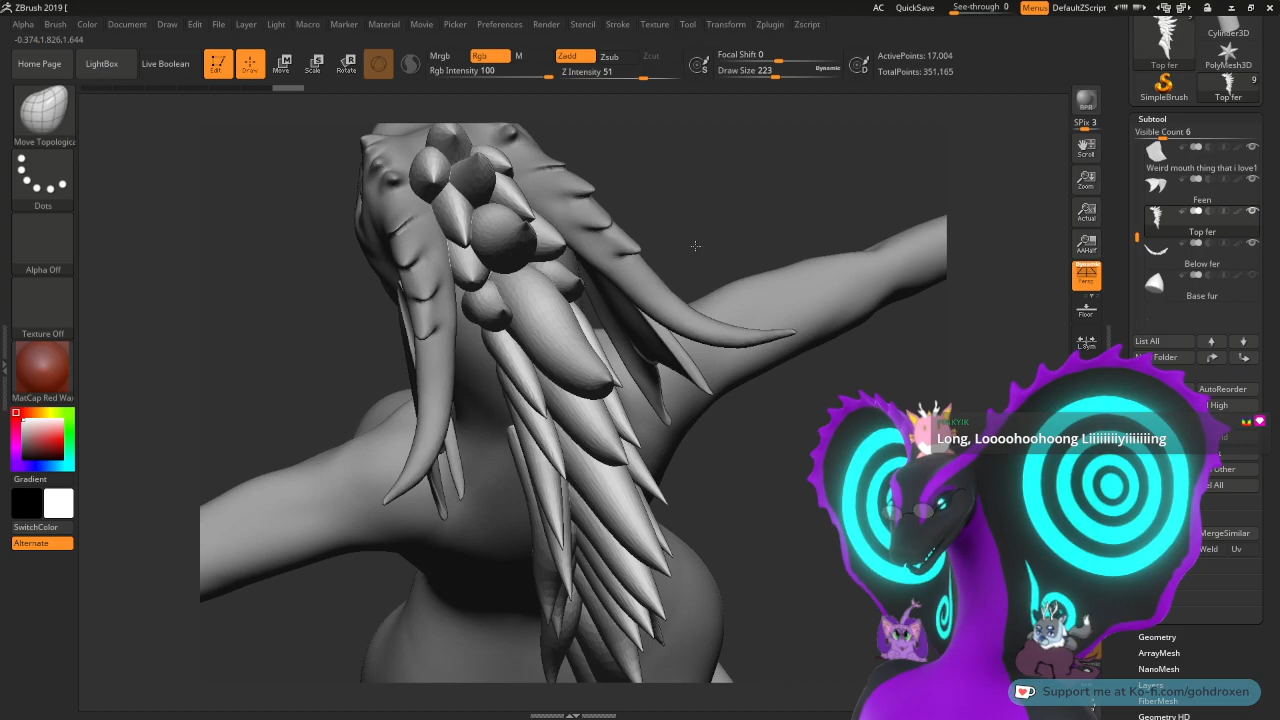 ZBrush 2019 [
AC QuickSave See-through 0 Menus DefaultZScript
Alpha Brush Color Document Draw Edit File Layer Light Macro Marker Material Movie Picker Preferences Render Stencil Stroke Texture Tool Transform Zplugin Zscript
-0.374,1.826,1.644
Home Page LightBox Live Boolean Edit Draw Move Scale Rotate
Mrgb Rgb M
Rgb Intensity 100
Zadd Zsub Zcut
Z Intensity 51
Focal Shift 0
Draw Size 223 Dynamic
ActivePoints: 17,004
TotalPoints: 351,165
Move Topologica
Dots
Alpha Off
Texture Off
MatCap Red Wax
Gradient
SwitchColor
Alternate
BPR
SPix 3
Scroll
Zoom
Actual
AAHalf
Dynamic
Persp
Floor
L.Sym
Top fer
Cylinder3D
PolyMesh3D
SimpleBrush
9
Top fer
Subtool
Visible Count 6
Weird mouth thing that i love1
Feen
Top fer
Below fer
Base fur
List All
Folder
AutoReorder
High
Other
el All
MergeSimilar
Weld Uv
Geometry
ArrayMesh
NanoMesh
Layers
FiberMesh
Geometry HD
Long, Loooohoohoong Liiiiiiiiyiiiiiiing
Support me at Ko-fi.com/gohdroxen